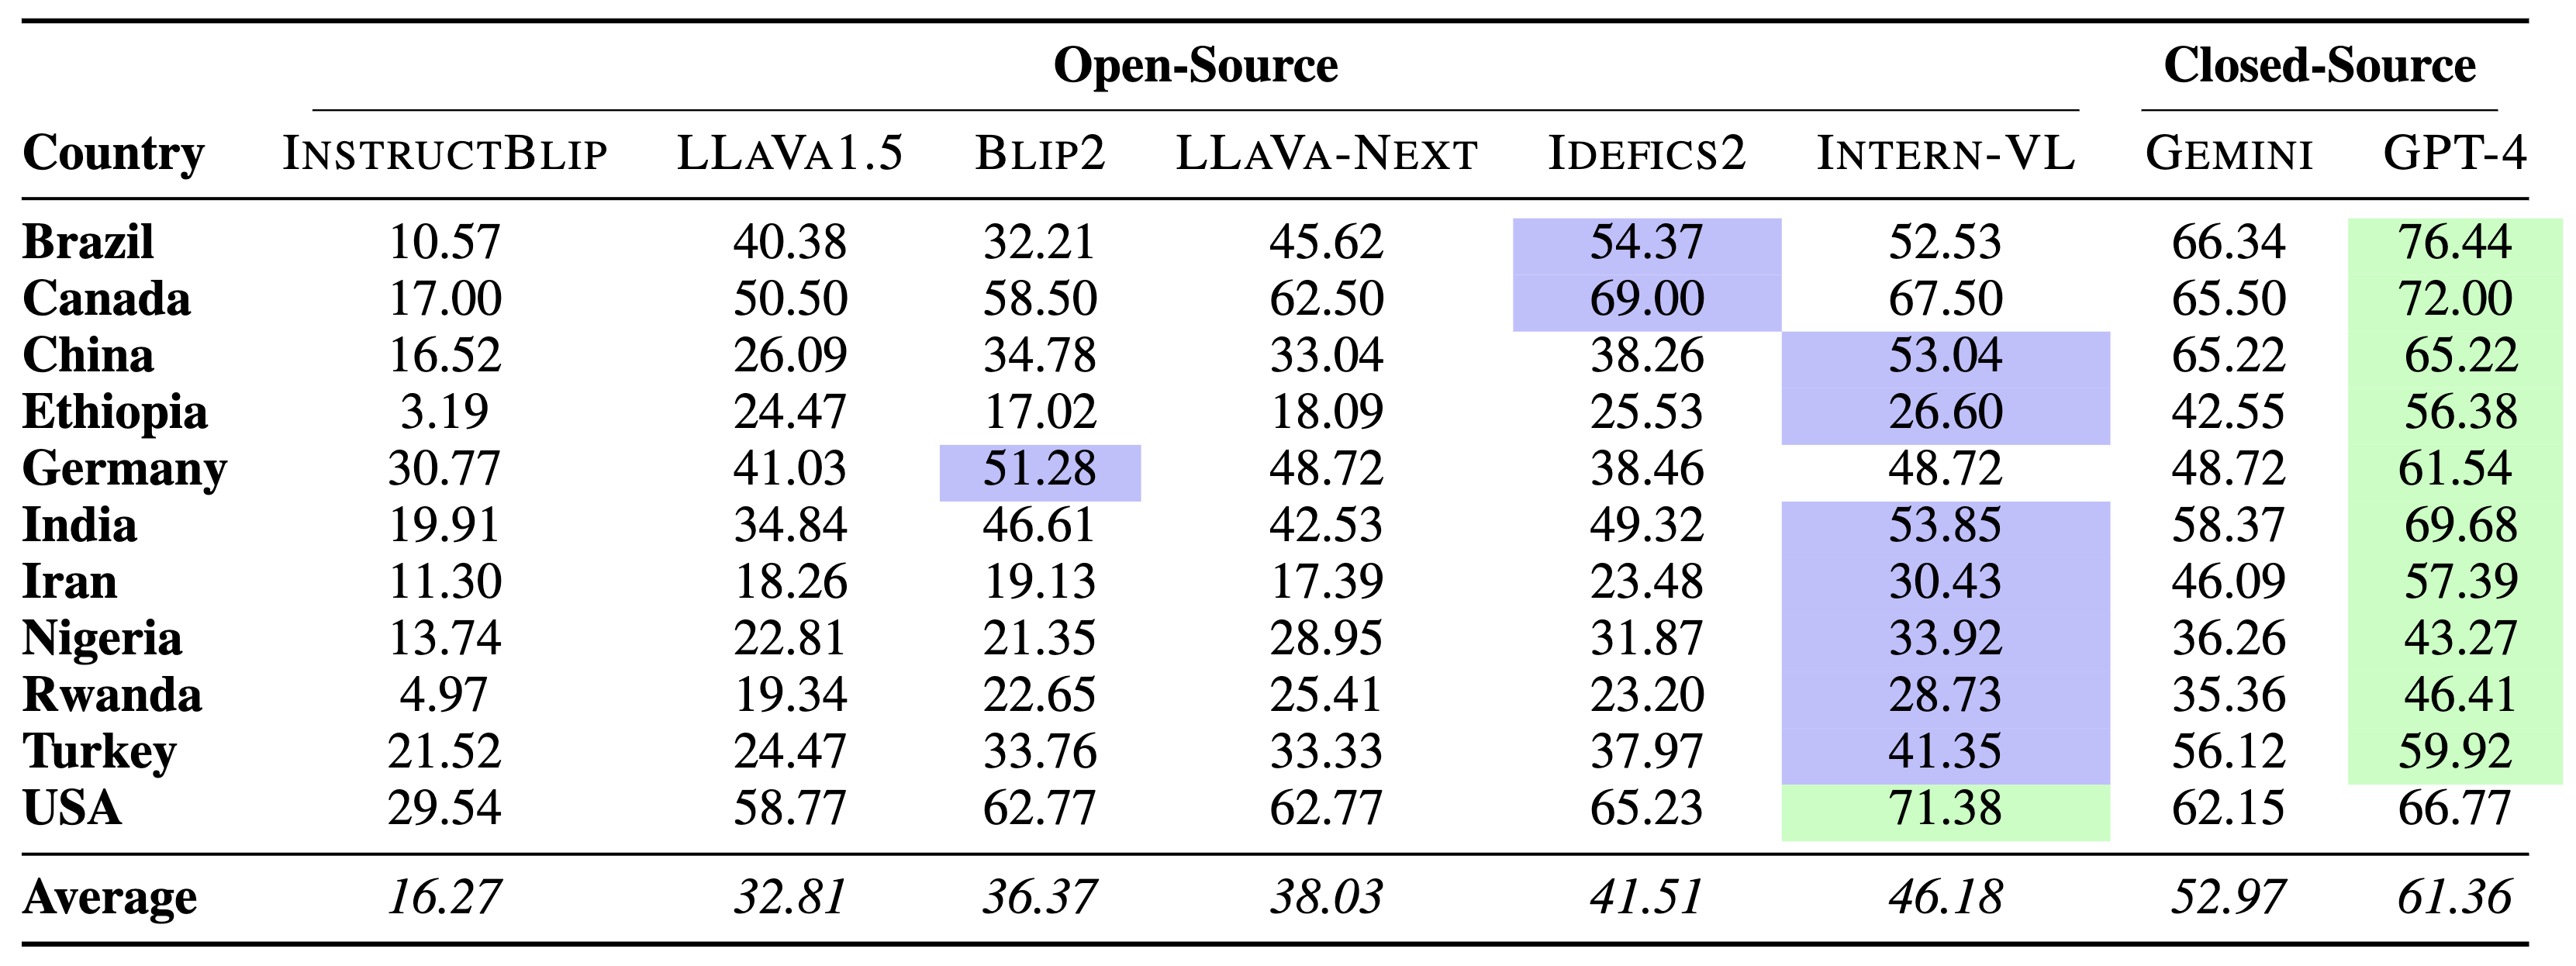 Open-Source Closed-Source
Country INSTRUCTBLIP LLAVA1.5 BLIP2 LLAVA-NEXT IDEFICS2 INTERN-VL GEMINI GPT-4
Brazil 10.57 40.38 32.21 45.62 54.37 52.53 66.34 76.44
Canada 17.00 50.50 58.50 62.50 69.00 67.50 65.50 72.00
China 16.52 26.09 34.78 33.04 38.26 53.04 65.22 65.22
Ethiopia 3.19 24.47 17.02 18.09 25.53 26.60 42.55 56.38
Germany 30.77 41.03 51.28 48.72 38.46 48.72 48.72 61.54
India 19.91 34.84 46.61 42.53 49.32 53.85 58.37 69.68
Iran 11.30 18.26 19.13 17.39 23.48 30.43 46.09 57.39
Nigeria 13.74 22.81 21.35 28.95 31.87 33.92 36.26 43.27
Rwanda 4.97 19.34 22.65 25.41 23.20 28.73 35.36 46.41
Turkey 21.52 24.47 33.76 33.33 37.97 41.35 56.12 59.92
USA 29.54 58.77 62.77 62.77 65.23 71.38 62.15 66.77
Average 16.27 32.81 36.37 38.03 41.51 46.18 52.97 61.36